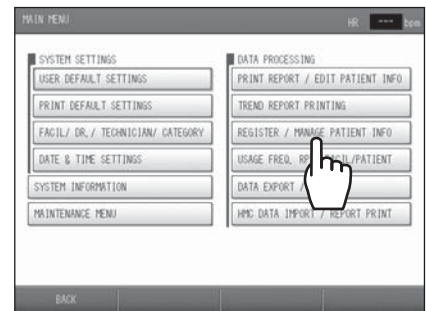 MAIN MENU
HR --- bpm
SYSTEM SETTINGS
USER DEFAULT SETTINGS
PRINT DEFAULT SETTINGS
FACIL/ DR./ TECHNICIAN/ CATEGORY
DATE & TIME SETTINGS
SYSTEM INFORMATION
MAINTENANCE MENU
DATA PROCESSING
PRINT REPORT / EDIT PATIENT INFO
TREND REPORT PRINTING
REGISTER / MANAGE PATIENT INFO
USAGE FREQ. FACIL/PATIENT
DATA EXPORT /
HMC DATA IMPORT / REPORT PRINT
BACK